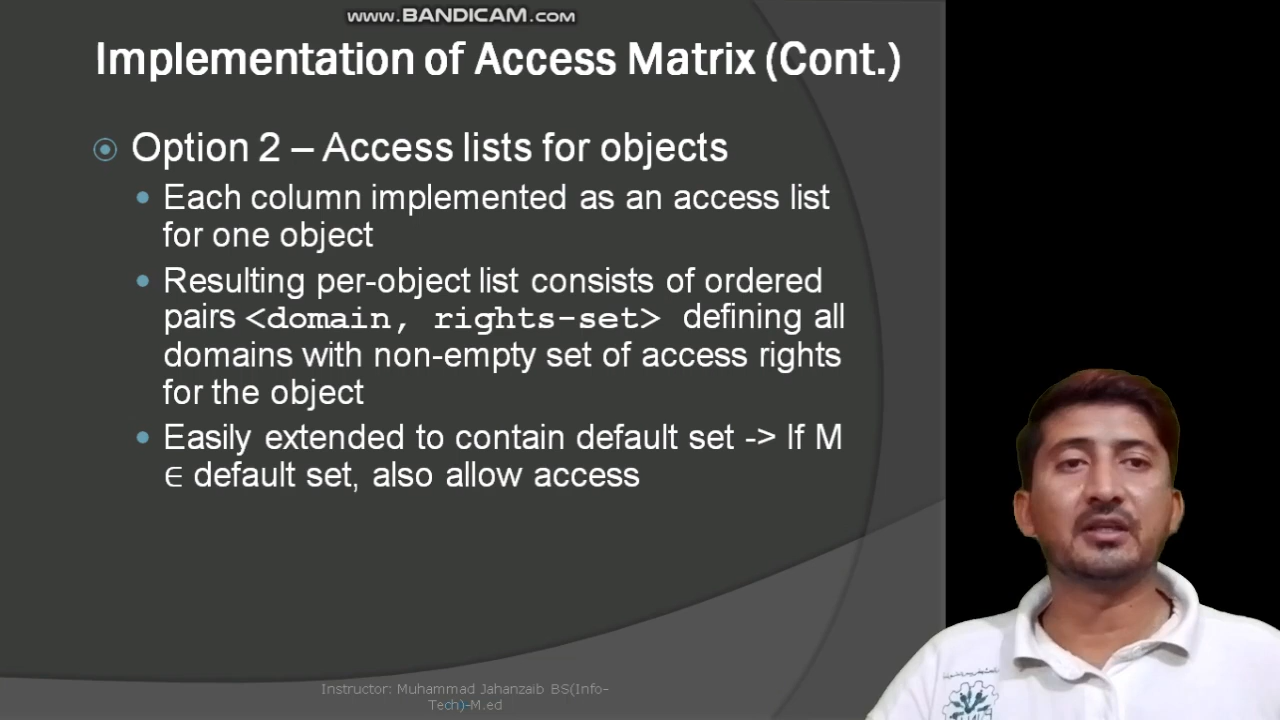 www.BANDICAM.com
Implementation of Access Matrix (Cont.)
Option 2 – Access lists for objects
Each column implemented as an access list
for one object
Resulting per-object list consists of ordered
pairs <domain, rights-set> defining all
domains with non-empty set of access rights
for the object
Easily extended to contain default set -> If M
∈ default set, also allow access
Instructor: Muhammad Jahanzaib BS(Info-
Tech)-M.ed